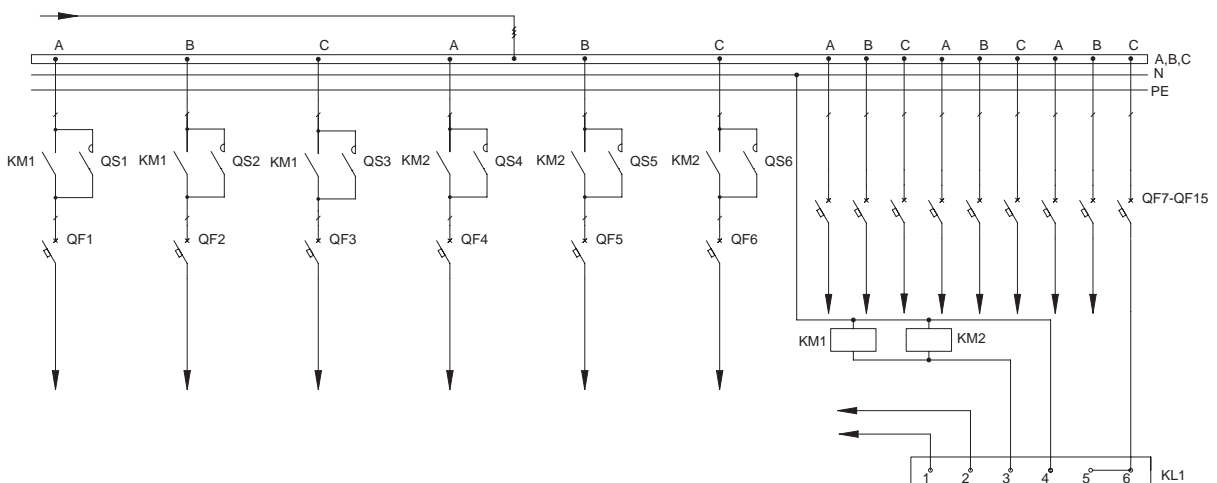 A B C A B C A B C A B C A B C
A,B,C
N
PE
KM1 QS1 KM1 QS2 KM1 QS3 KM2 QS4 KM2 QS5 KM2 QS6
QF7-QF15
QF1 QF2 QF3 QF4 QF5 QF6
KM1 KM2
1 2 3 4 5 6 KL1